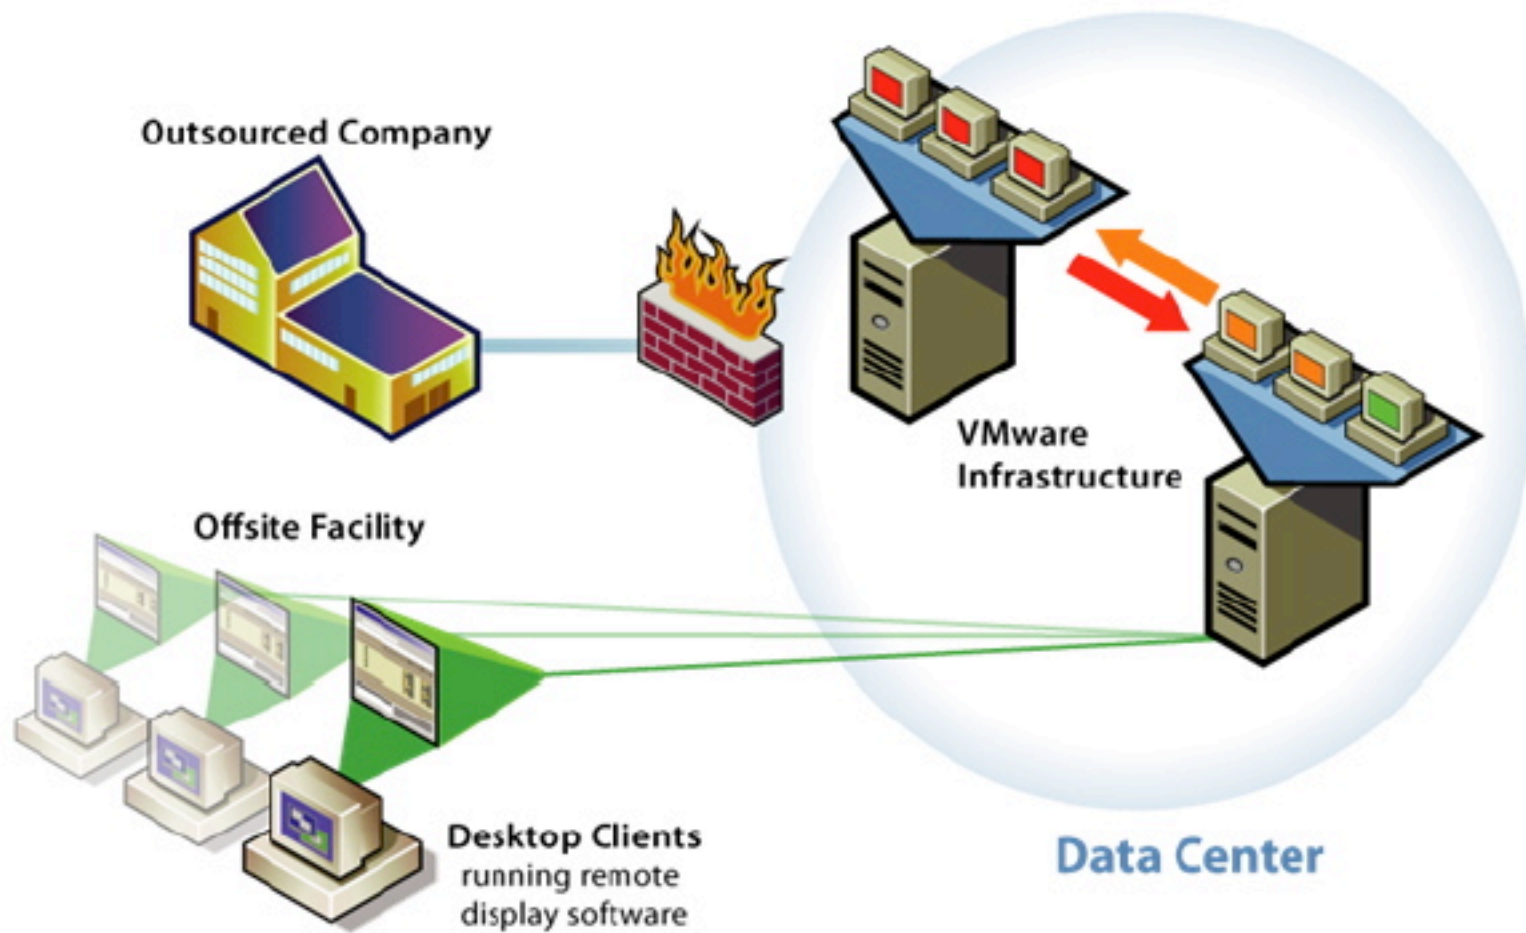 Outsourced Company
VMware
Infrastructure
Offsite Facility
Desktop Clients
running remote
display software
Data Center